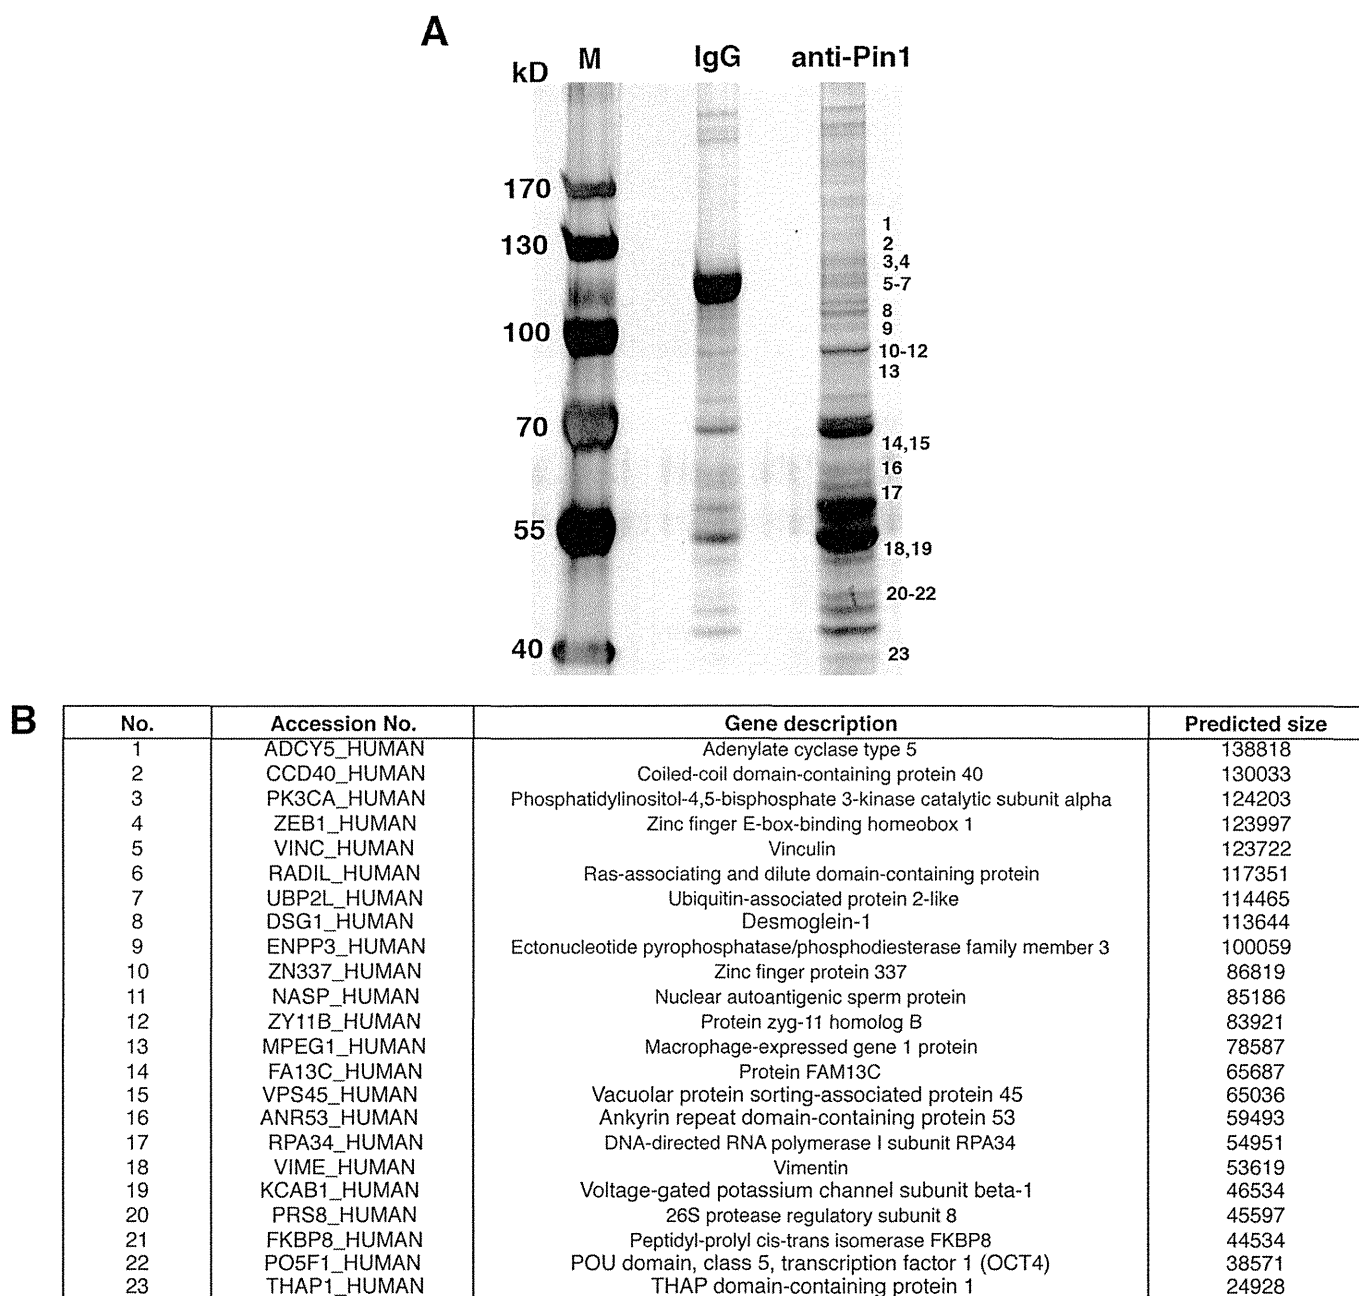 A
kD M IgG anti-Pin1
170
130
100
70
55
40
1
2
3,4
5-7
8
9
10-12
13
14,15
16
17
18,19
20-22
23
B
No. Accession No. Gene description Predicted size
1 ADCY5_HUMAN Adenylate cyclase type 5 138818
2 CCD40_HUMAN Coiled-coil domain-containing protein 40 130033
3 PK3CA_HUMAN Phosphatidylinositol-4,5-bisphosphate 3-kinase catalytic subunit alpha 124203
4 ZEB1_HUMAN Zinc finger E-box-binding homeobox 1 123997
5 VINC_HUMAN Vinculin 123722
6 RADIL_HUMAN Ras-associating and dilute domain-containing protein 117351
7 UBP2L_HUMAN Ubiquitin-associated protein 2-like 114465
8 DSG1_HUMAN Desmoglein-1 113644
9 ENPP3_HUMAN Ectonucleotide pyrophosphatase/phosphodiesterase family member 3 100059
10 ZN337_HUMAN Zinc finger protein 337 86819
11 NASP_HUMAN Nuclear autoantigenic sperm protein 85186
12 ZY11B_HUMAN Protein zyg-11 homolog B 83921
13 MPEG1_HUMAN Macrophage-expressed gene 1 protein 78587
14 FA13C_HUMAN Protein FAM13C 65687
15 VPS45_HUMAN Vacuolar protein sorting-associated protein 45 65036
16 ANR53_HUMAN Ankyrin repeat domain-containing protein 53 59493
17 RPA34_HUMAN DNA-directed RNA polymerase I subunit RPA34 54951
18 VIME_HUMAN Vimentin 53619
19 KCAB1_HUMAN Voltage-gated potassium channel subunit beta-1 46534
20 PRS8_HUMAN 26S protease regulatory subunit 8 45597
21 FKBP8_HUMAN Peptidyl-prolyl cis-trans isomerase FKBP8 44534
22 PO5F1_HUMAN POU domain, class 5, transcription factor 1 (OCT4) 38571
23 THAP1_HUMAN THAP domain-containing protein 1 24928